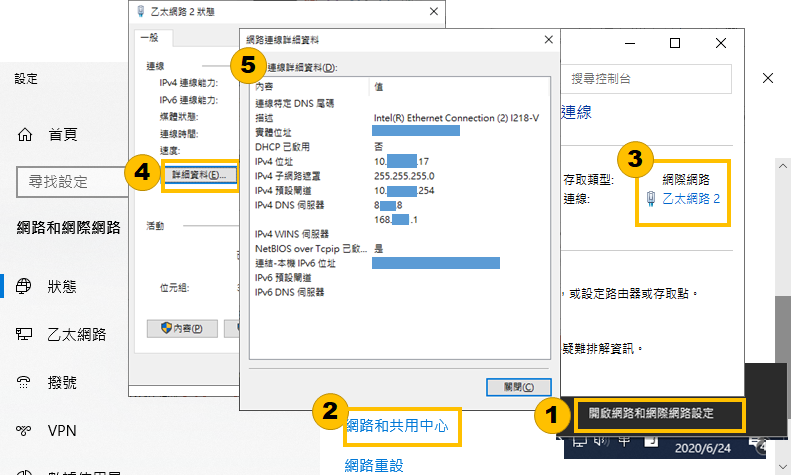 設定
首頁
尋找設定
網路和網際網路
狀態
乙太網路
撥號
VPN
乙太網路 2 狀態
一般
連線
IPv4 連線能力:
IPv6 連線能力:
媒體狀態:
連線時間:
速度:
4
詳細資料(E)...
活動
位元組:
內容(P)
網路連線詳細資料
5
連線詳細資料(D):
內容 值
連線特定 DNS 尾碼
描述 Intel(R) Ethernet Connection (2) I218-V
實體位址
DHCP 已啟用 否
IPv4 位址 10. .17
IPv4 子網路遮罩 255.255.255.0
IPv4 預設閘道 10. .254
IPv4 DNS 伺服器 8 8
168. .1
IPv4 WINS 伺服器
NetBIOS over Tcpip 已啟... 是
連結-本機 IPv6 位址
IPv6 預設閘道
IPv6 DNS 伺服器
關閉(C)
搜尋控制台
連線
3
存取類型: 網際網路
連線: 乙太網路 2
，或設定路由器或存取點。
疑難排解資訊。
2
網路和共用中心
網路重設
1
開啟網路和網際網路設定
2020/6/24
4